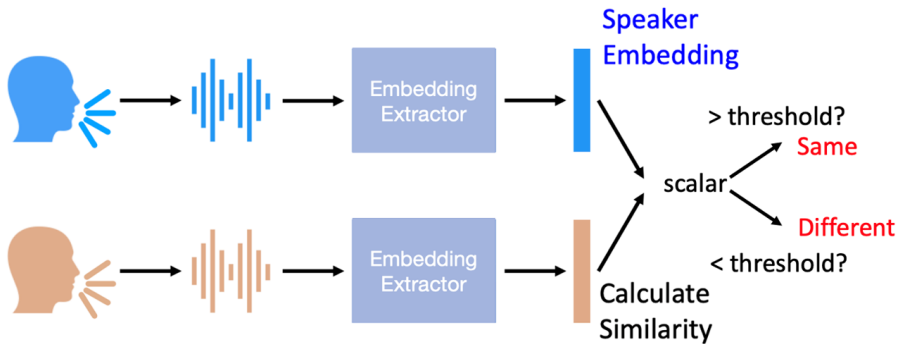 Speaker
Embedding
Embedding
Extractor
> threshold?
Same
scalar
Different
< threshold?
Embedding
Extractor
Calculate
Similarity